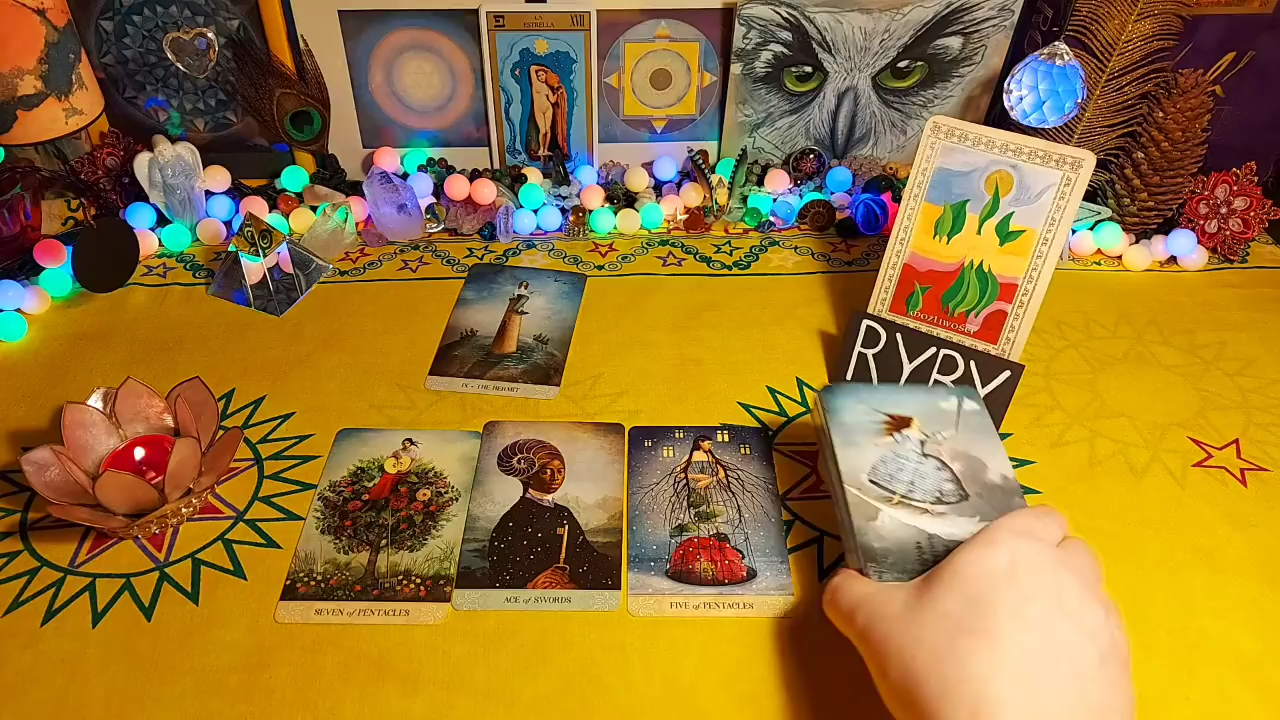 LA
ESTRELLA
XVII
MOŻLIWOŚCI
RYBY
IX - THE HERMIT
SEVEN of PENTACLES
ACE of SWORDS
FIVE of PENTACLES